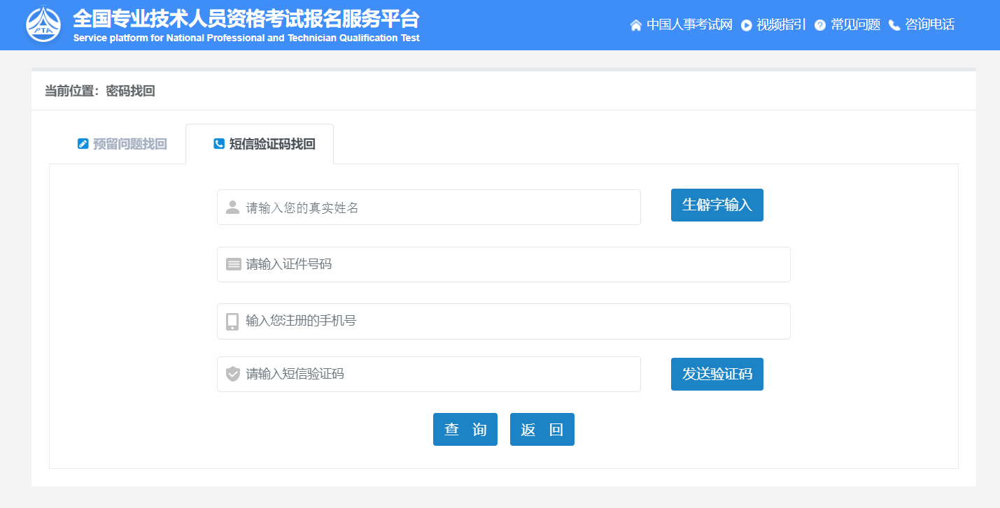 全国专业技术人员资格考试报名服务平台
Service platform for National Professional and Technician Qualification Test
PTA
中国人事考试网 视频指引 常见问题 咨询电话
当前位置：密码找回
预留问题找回 短信验证码找回
请输入您的真实姓名 生僻字输入
请输入证件号码
输入您注册的手机号
请输入短信验证码 发送验证码
查 询 返 回